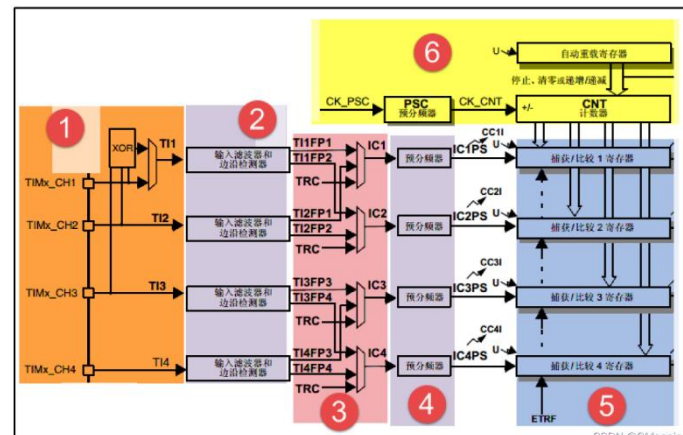 6
U
自动重载寄存器
停止、清零或递增/递减
CK_PSC
PSC
预分频器
CK_CNT
+/-
CNT
计数器
1
2
XOR
TI1
TIMx_CH1
输入滤波器和
边沿检测器
TI1FP1
TI1FP2
TRC
IC1
预分频器
IC1PS
CC1I
U
捕获/比较 1 寄存器
TIMx_CH2
TI2
输入滤波器和
边沿检测器
TI2FP1
TI2FP2
TRC
IC2
预分频器
IC2PS
CC2I
U
捕获/比较 2 寄存器
TIMx_CH3
TI3
输入滤波器和
边沿检测器
TI3FP3
TI3FP4
TRC
IC3
预分频器
IC3PS
CC3I
U
捕获/比较 3 寄存器
TIMx_CH4
TI4
输入滤波器和
边沿检测器
TI4FP3
TI4FP4
TRC
IC4
预分频器
IC4PS
CC4I
U
捕获/比较 4 寄存器
3
4
5
ETRF